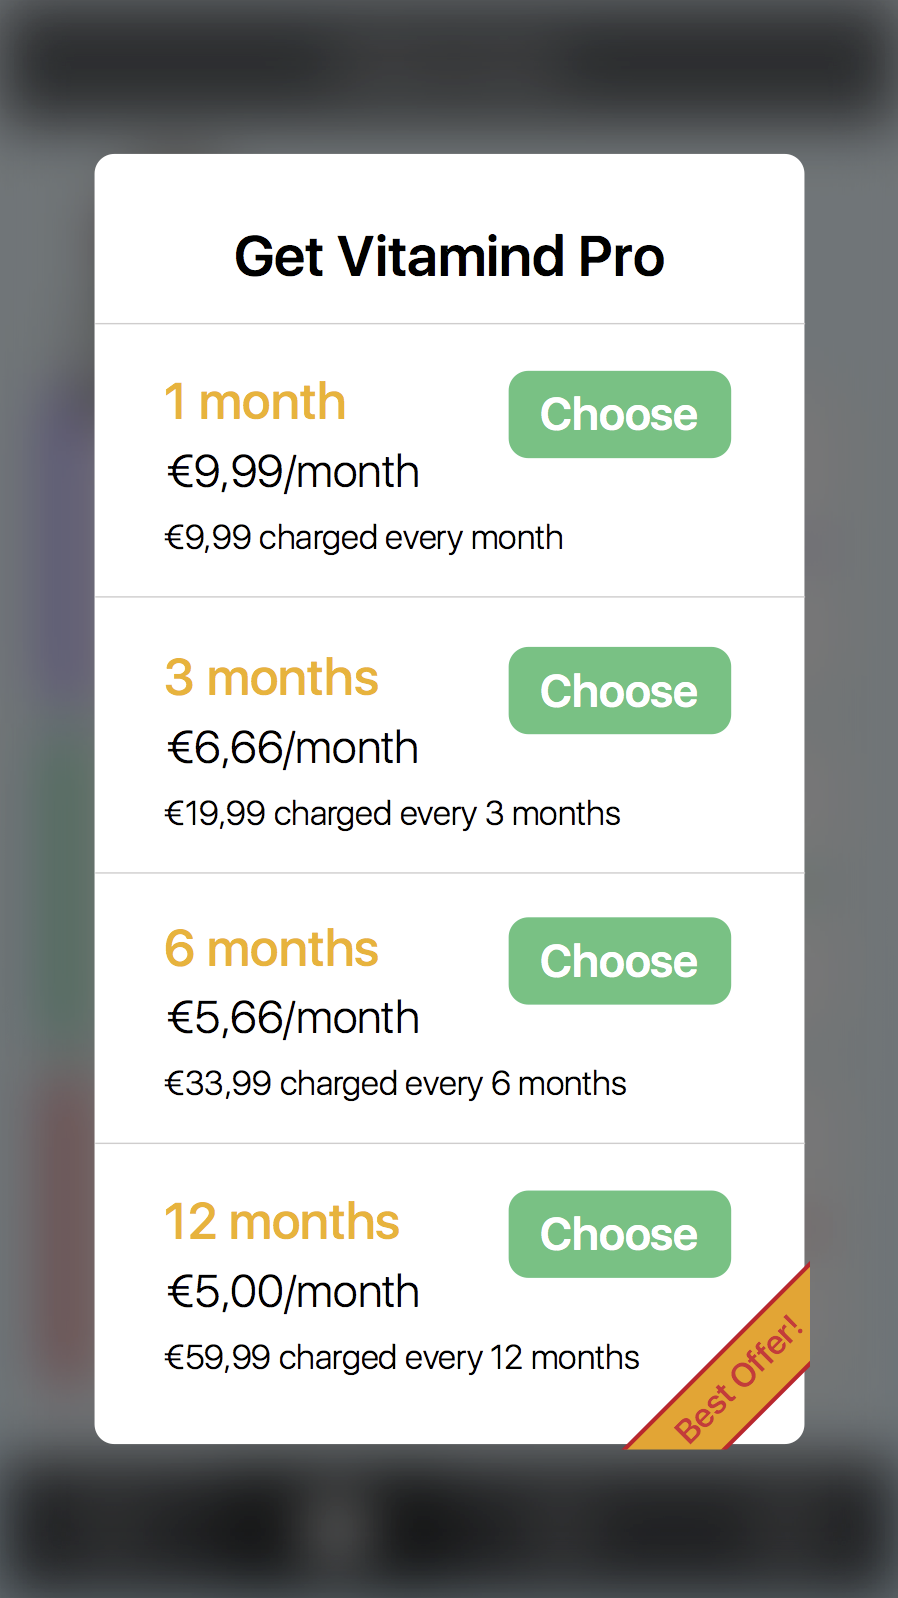 Get Vitamind Pro
1 month
Choose
€9,99/month
€9,99 charged every month
3 months
Choose
€6,66/month
€19,99 charged every 3 months
6 months
Choose
€5,66/month
€33,99 charged every 6 months
12 months
Choose
€5,00/month
€59,99 charged every 12 months
Best Offer!